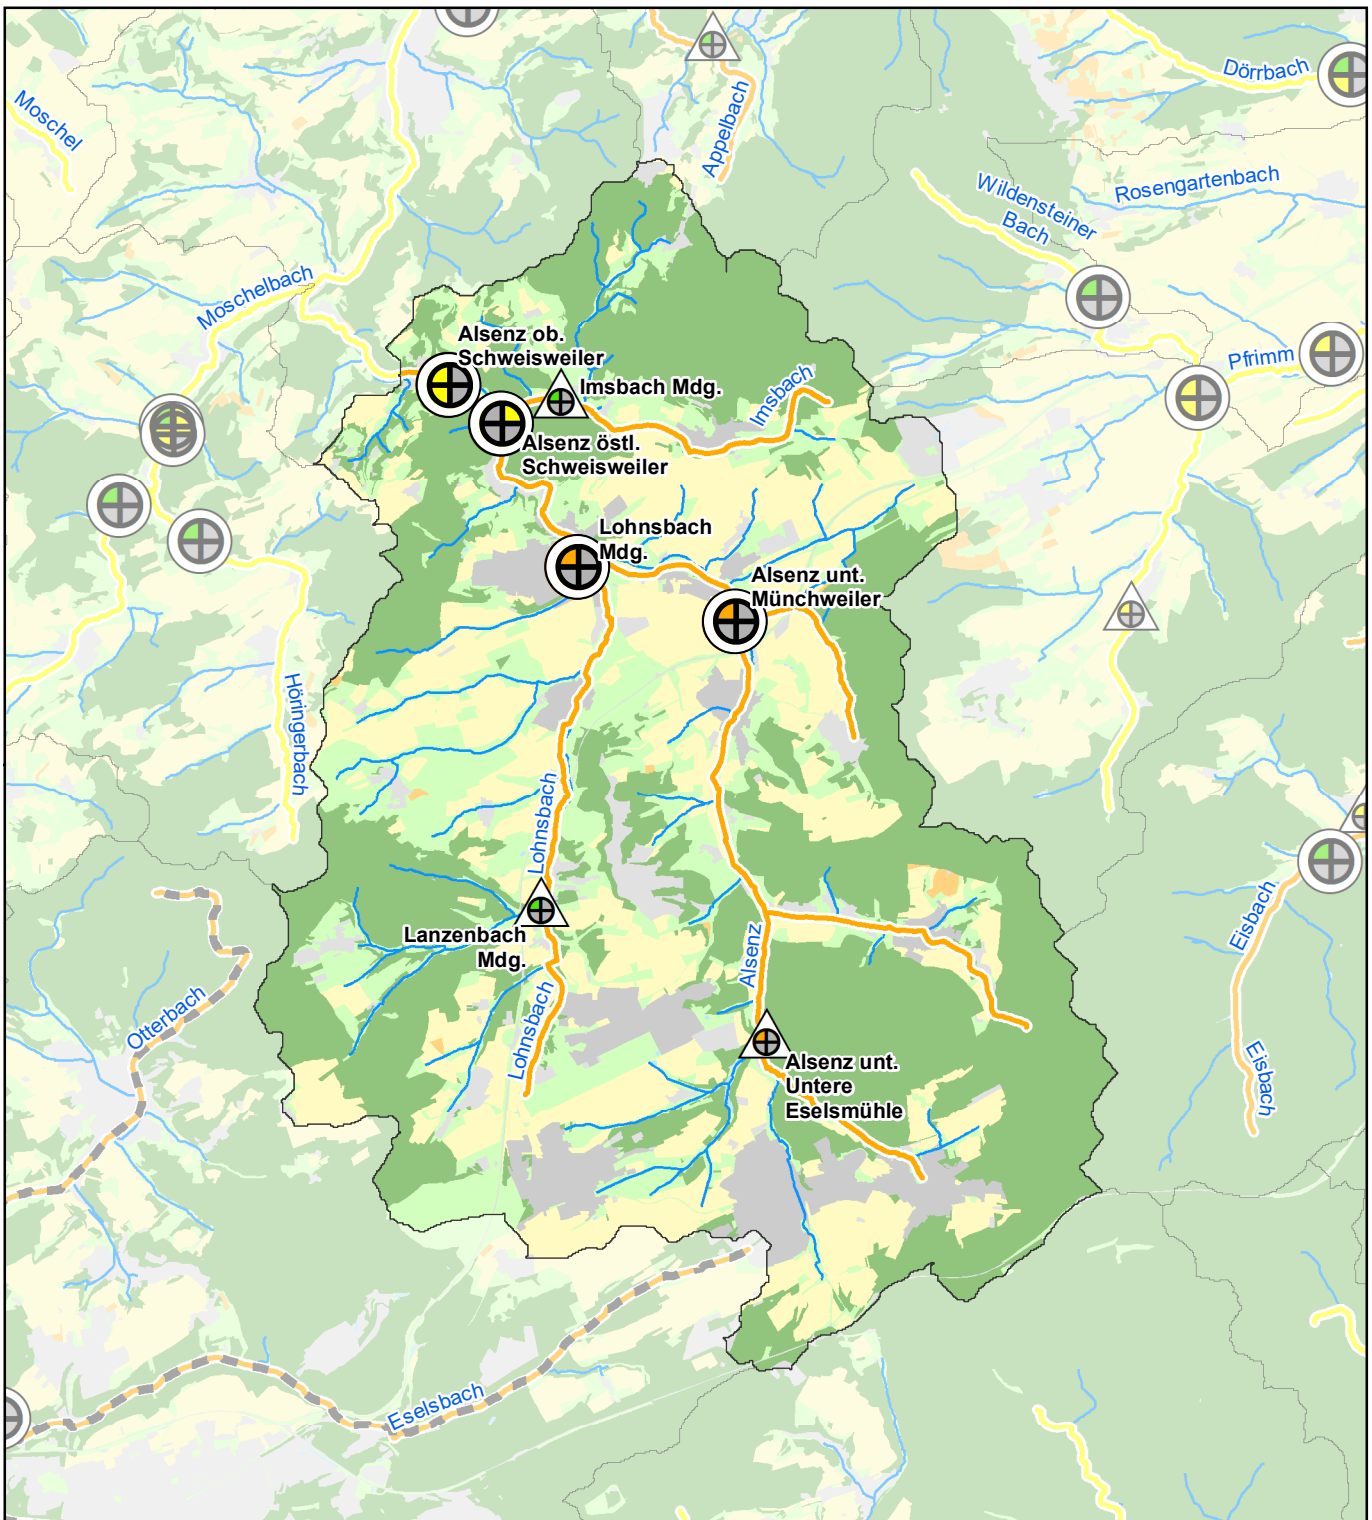 Moschel
Appelbach
Dörrbach
Wildensteiner
Bach
Rosengartenbach
Moschelbach
Alsenz ob.
Schweisweiler
Imsbach Mdg.
Imsbach
Pfrimm
Alsenz östl.
Schweisweiler
Lohnsbach
Mdg.
Alsenz unt.
Münchweiler
Höringerbach
Lohnsbach
Lanzenbach
Mdg.
Alsenz
Eisbach
Otterbach
Lohnsbach
Alsenz unt.
Untere
Eselsmühle
Eisbach
Eselsbach